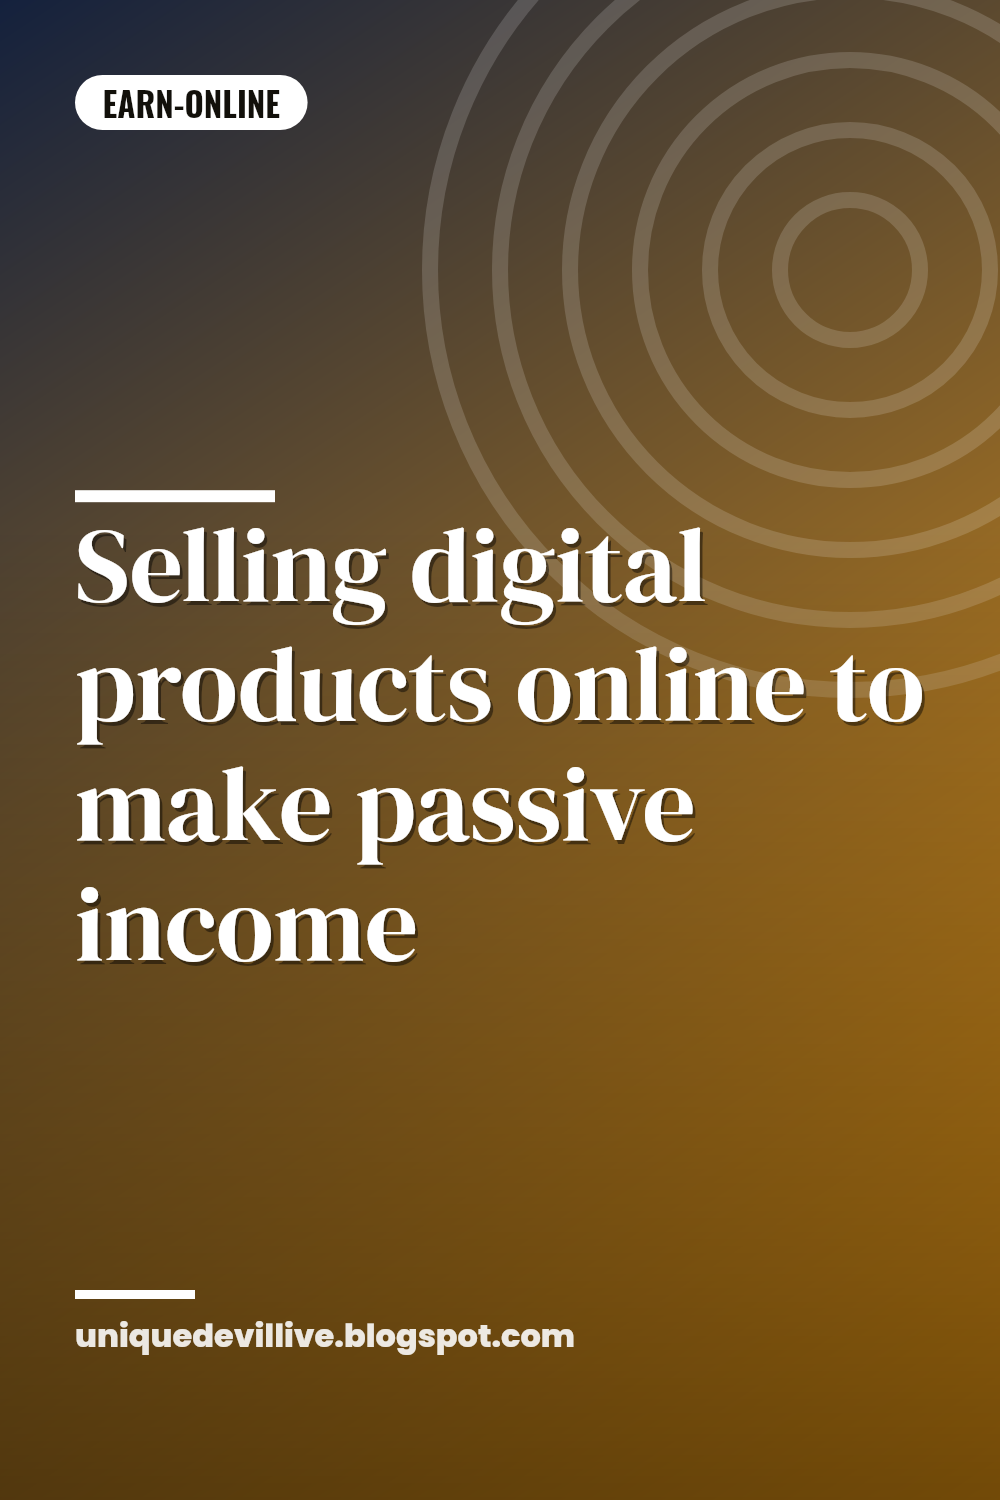 EARN-ONLINE
Selling digital
products online to
make passive
income
uniquedevillive.blogspot.com